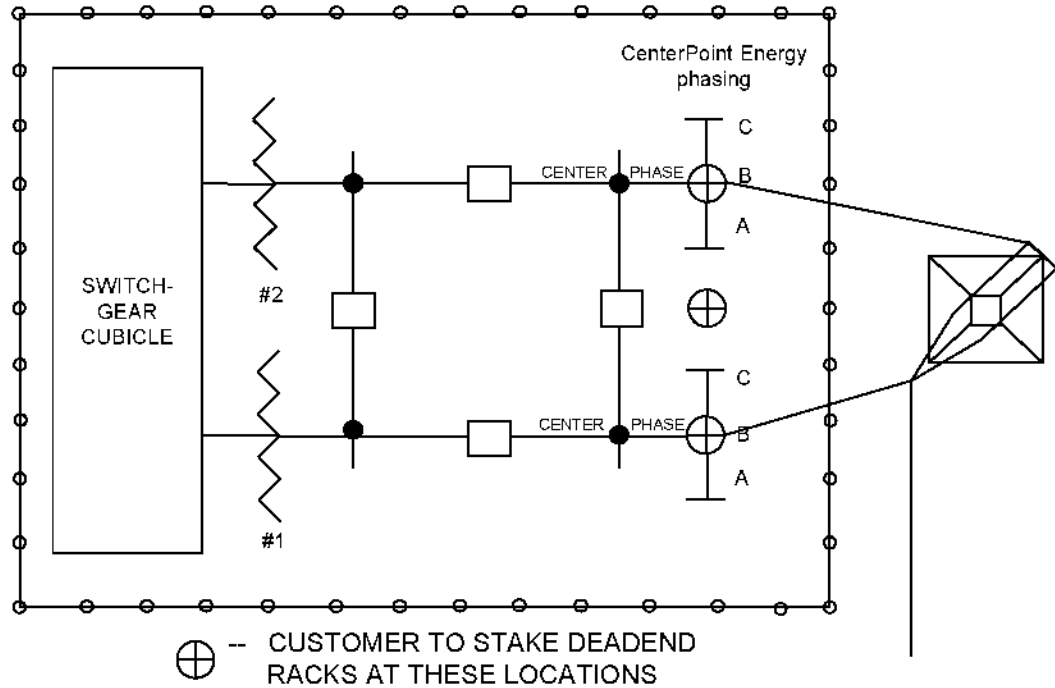 CenterPoint Energy
phasing
C
CENTER PHASE B
A
SWITCH-
GEAR
CUBICLE
#2
C
CENTER PHASE B
A
#1
-- CUSTOMER TO STAKE DEADEND
RACKS AT THESE LOCATIONS